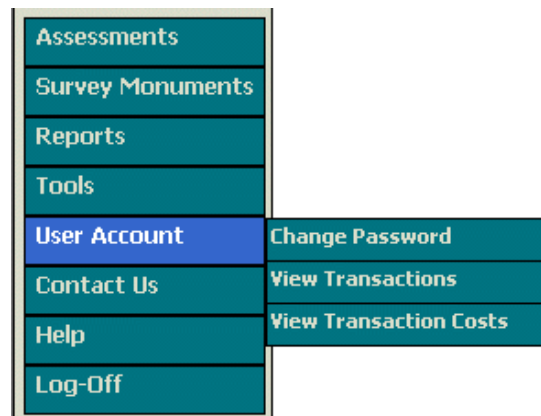 Assessments
Survey Monuments
Reports
Tools
User Account
Change Password
View Transactions
View Transaction Costs
Contact Us
Help
Log-Off